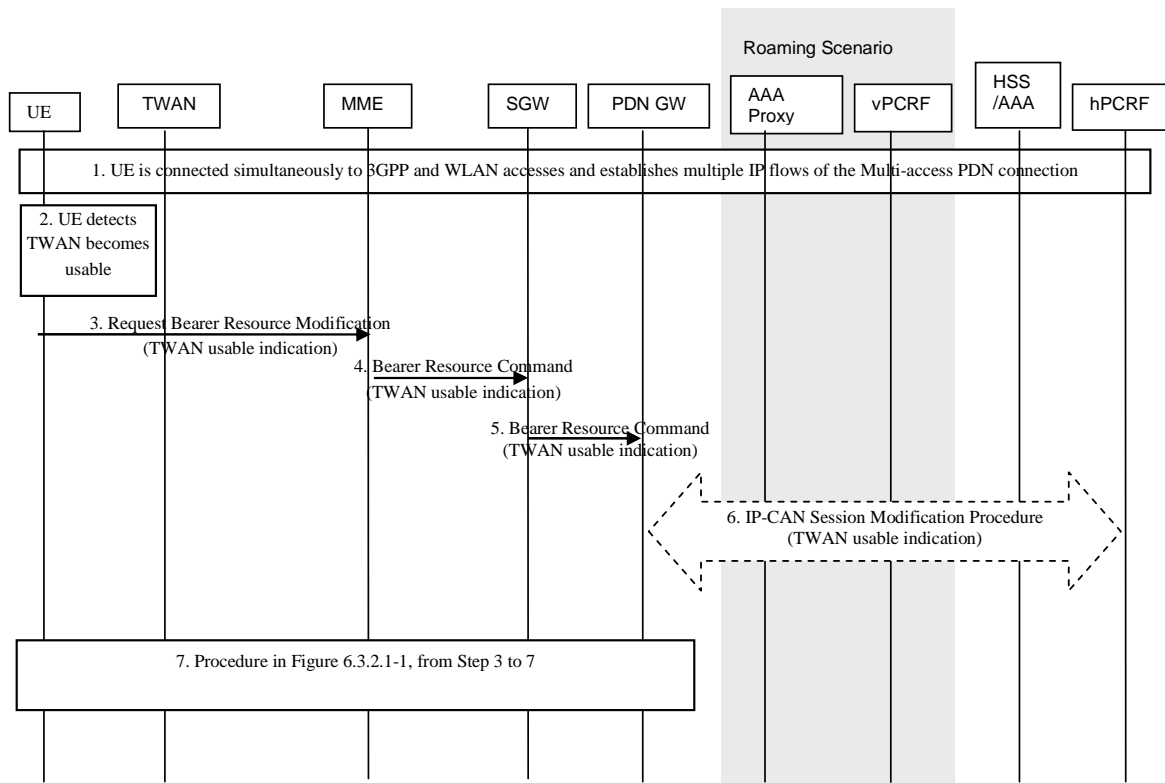 Roaming Scenario
UE
TWAN
MME
SGW
PDN GW
AAA
Proxy
vPCRF
HSS
/AAA
hPCRF
1. UE is connected simultaneously to 3GPP and WLAN accesses and establishes multiple IP flows of the Multi-access PDN connection
2. UE detects
TWAN becomes
usable
3. Request Bearer Resource Modification
(TWAN usable indication)
4. Bearer Resource Command
(TWAN usable indication)
5. Bearer Resource Command
(TWAN usable indication)
6. IP-CAN Session Modification Procedure
(TWAN usable indication)
7. Procedure in Figure 6.3.2.1-1, from Step 3 to 7